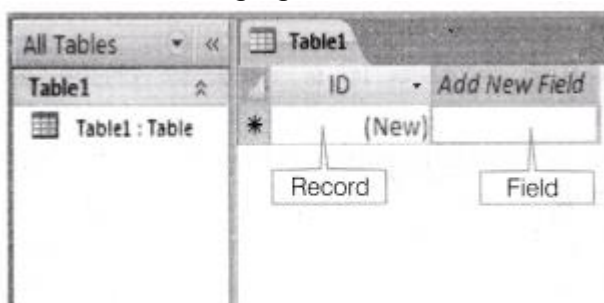 All Tables
Table1
Table1 : Table
Table1
ID Add New Field
(New)
Record Field